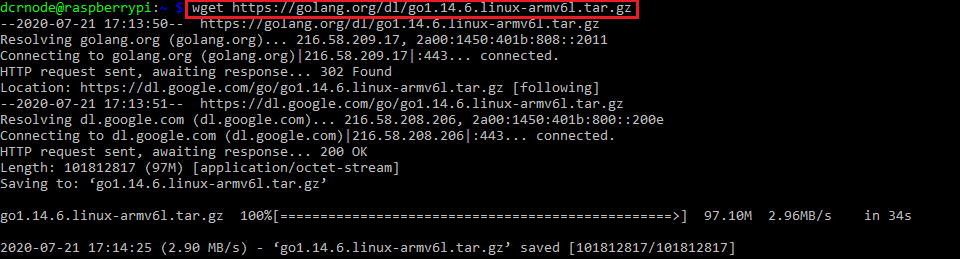 dcrnode@raspberrypi:~ $ wget https://golang.org/dl/go1.14.6.linux-armv6l.tar.gz
--2020-07-21 17:13:50--  https://golang.org/dl/go1.14.6.linux-armv6l.tar.gz
Resolving golang.org (golang.org)... 216.58.209.17, 2a00:1450:401b:808::2011
Connecting to golang.org (golang.org)|216.58.209.17|:443... connected.
HTTP request sent, awaiting response... 302 Found
Location: https://dl.google.com/go/go1.14.6.linux-armv6l.tar.gz [following]
--2020-07-21 17:13:51--  https://dl.google.com/go/go1.14.6.linux-armv6l.tar.gz
Resolving dl.google.com (dl.google.com)... 216.58.208.206, 2a00:1450:401b:800::200e
Connecting to dl.google.com (dl.google.com)|216.58.208.206|:443... connected.
HTTP request sent, awaiting response... 200 OK
Length: 101812817 (97M) [application/octet-stream]
Saving to: ‘go1.14.6.linux-armv6l.tar.gz’
go1.14.6.linux-armv6l.tar.gz  100%[=================================================>]  97.10M  2.96MB/s    in 34s
2020-07-21 17:14:25 (2.90 MB/s) - ‘go1.14.6.linux-armv6l.tar.gz’ saved [101812817/101812817]